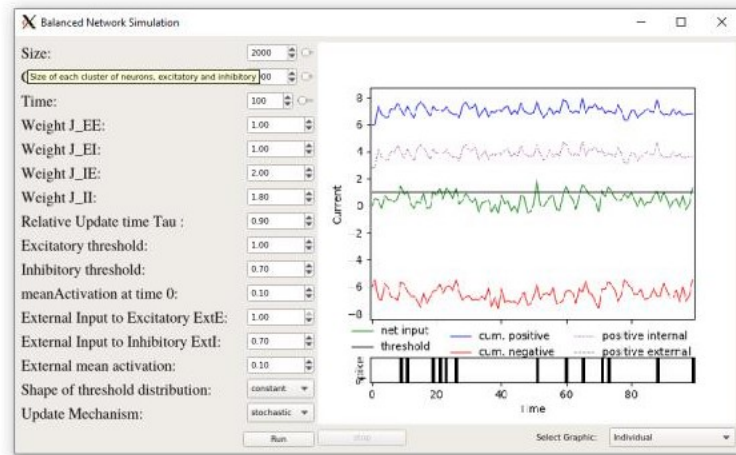 Balanced Network Simulation
Size: 2000
Size of each cluster of neurons, excitatory and inhibitory
Time: 100
Weight J_EE: 1.00
Weight J_EI: 1.00
Weight J_IE: 2.00
Weight J_II: 1.80
Relative Update time Tau : 0.90
Excitatory threshold: 1.00
Inhibitory threshold: 0.70
meanActivation at time 0: 0.10
External Input to Excitatory ExtE: 1.00
External Input to Inhibitory ExtI: 0.70
External mean activation: 0.10
Shape of threshold distribution: constant
Update Mechanism: stochastic
Run stop
8
6
4
2
0
−2
−4
−6
−8
Current
net input cum. positive positive internal
threshold cum. negative positive external
0 20 40 60 80
Time
Select Graphic: Individual